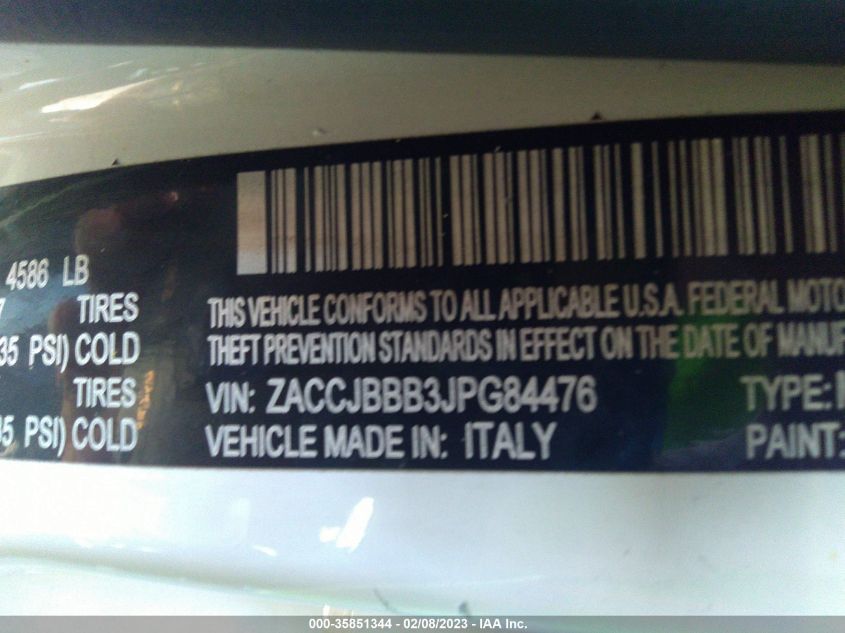 4586 LB
7 TIRES
35 PSI) COLD
TIRES
35 PSI) COLD
THIS VEHICLE CONFORMS TO ALL APPLICABLE U.S.A. FEDERAL MOTO
THEFT PREVENTION STANDARDS IN EFFECT ON THE DATE OF MANUF
VIN: ZACCJBBB3JPG84476 TYPE:
VEHICLE MADE IN: ITALY PAINT:
000-35851344 - 02/08/2023 - IAA Inc.